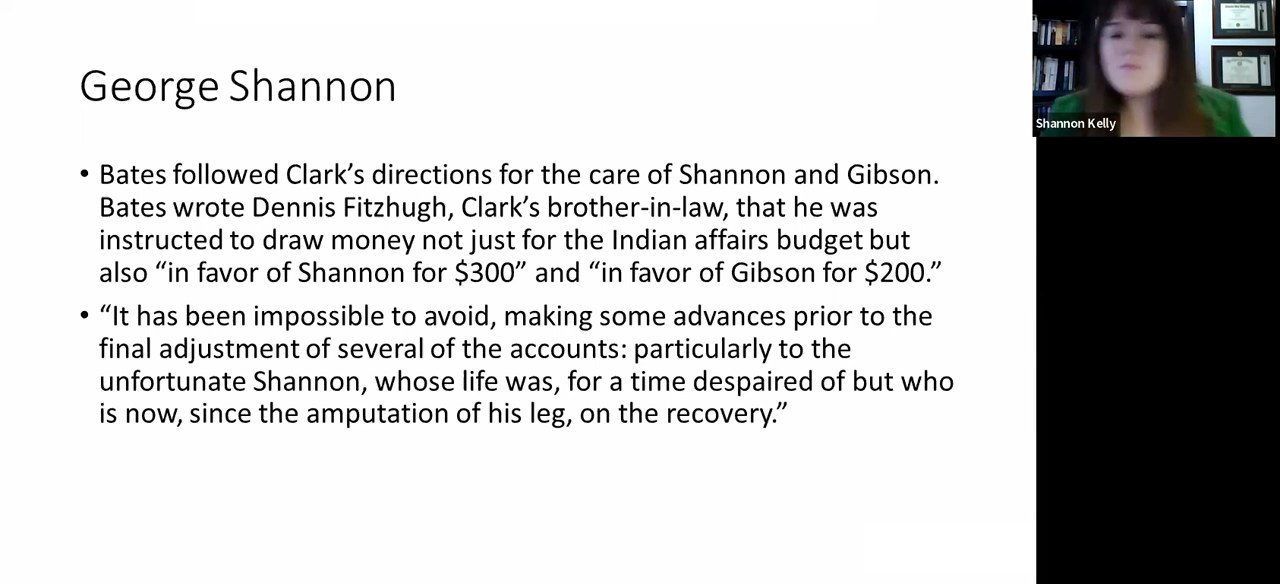 George Shannon
• Bates followed Clark’s directions for the care of Shannon and Gibson.
Bates wrote Dennis Fitzhugh, Clark’s brother-in-law, that he was
instructed to draw money not just for the Indian affairs budget but
also “in favor of Shannon for $300” and “in favor of Gibson for $200.”
• “It has been impossible to avoid, making some advances prior to the
final adjustment of several of the accounts: particularly to the
unfortunate Shannon, whose life was, for a time despaired of but who
is now, since the amputation of his leg, on the recovery.”
Shannon Kelly